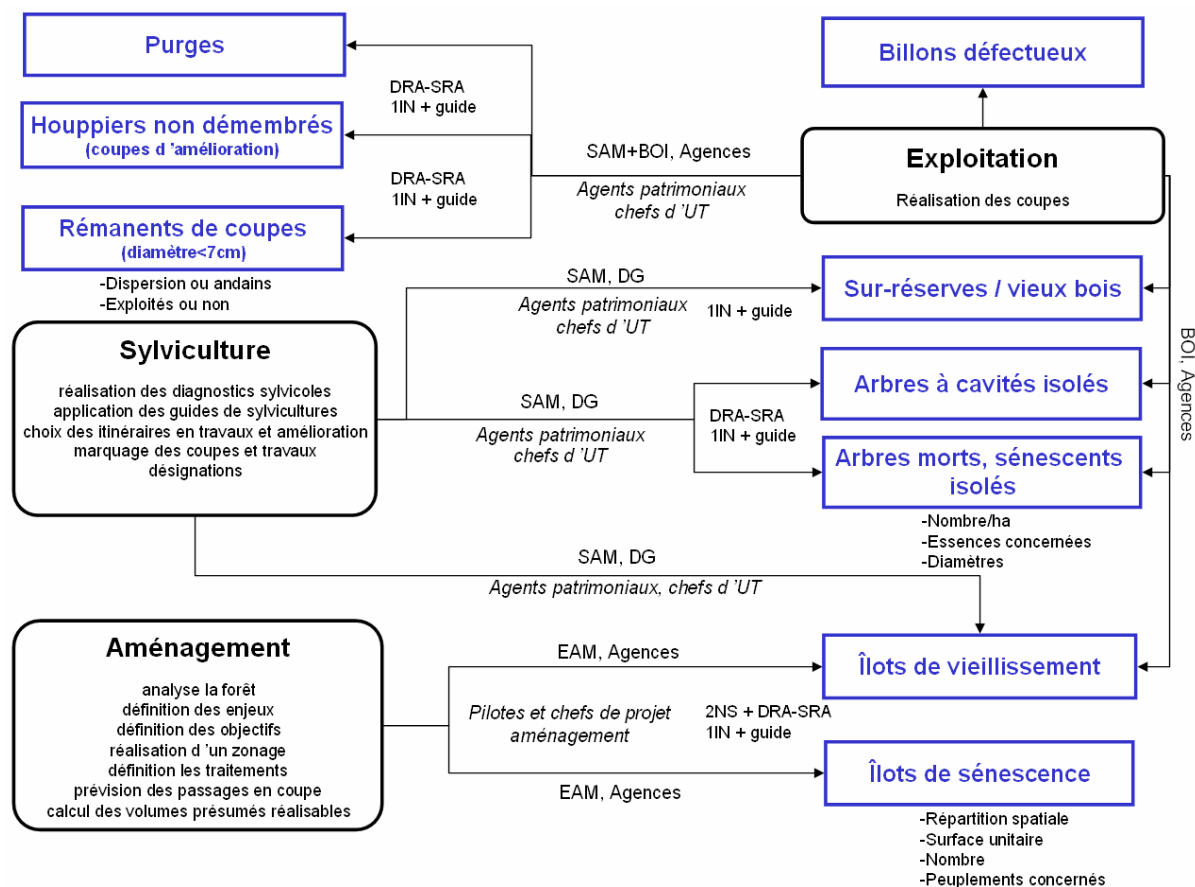 Purges
Billons défectueux
DRA-SRA
1IN + guide
Houppiers non démembrés
(coupes d 'amélioration)
SAM+BOI, Agences
Agents patrimoniaux
chefs d 'UT
Exploitation
Réalisation des coupes
DRA-SRA
1IN + guide
Rémanents de coupes
(diamètre<7cm)
-Dispersion ou andains
-Exploités ou non
SAM, DG
Agents patrimoniaux
chefs d 'UT
1IN + guide
Sur-réserves / vieux bois
BOI, Agences
Sylviculture
réalisation des diagnostics sylvicoles
application des guides de sylvicultures
choix des itinéraires en travaux et amélioration
marquage des coupes et travaux
désignations
SAM, DG
Agents patrimoniaux
chefs d 'UT
DRA-SRA
1IN + guide
Arbres à cavités isolés
Arbres morts, sénescents
isolés
-Nombre/ha
-Essences concernées
-Diamètres
SAM, DG
Agents patrimoniaux, chefs d 'UT
Aménagement
analyse la forêt
définition des enjeux
définition des objectifs
réalisation d 'un zonage
définition les traitements
prévision des passages en coupe
calcul des volumes présumés réalisables
EAM, Agences
Pilotes et chefs de projet
aménagement
2NS + DRA-SRA
1IN + guide
EAM, Agences
Îlots de vieillissement
Îlots de sénescence
-Répartition spatiale
-Surface unitaire
-Nombre
-Peuplements concernés